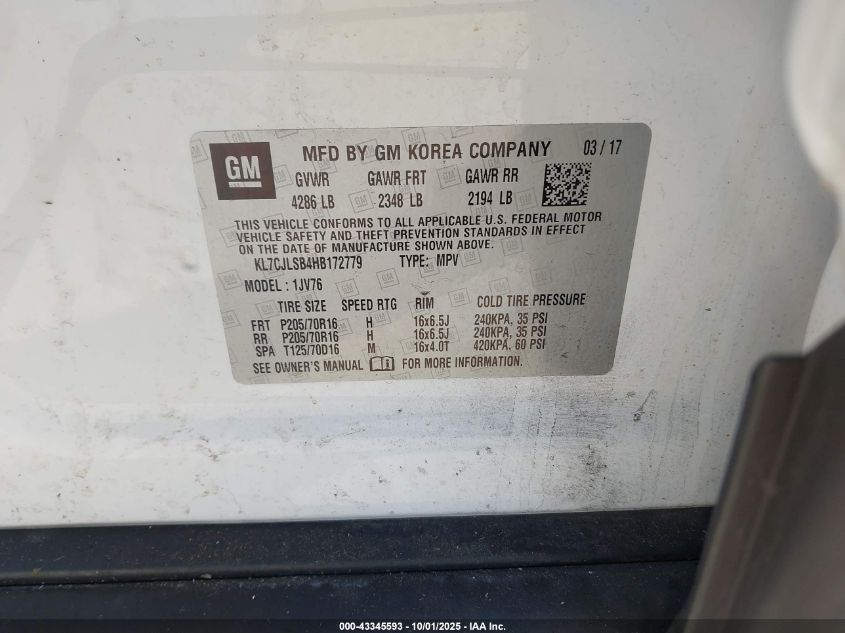 GM
MFD BY GM KOREA COMPANY 03 / 17
GVWR GAWR FRT GAWR RR
4286 LB 2348 LB 2194 LB
THIS VEHICLE CONFORMS TO ALL APPLICABLE U.S. FEDERAL MOTOR
VEHICLE SAFETY AND THEFT PREVENTION STANDARDS IN EFFECT
ON THE DATE OF MANUFACTURE SHOWN ABOVE.
KL7CJLSB4HB172779 TYPE: MPV
MODEL : 1JV76
TIRE SIZE SPEED RTG RIM COLD TIRE PRESSURE
FRT P205/70R16 H 16x6.5J 240KPA, 35 PSI
RR P205/70R16 H 16x6.5J 240KPA, 35 PSI
SPA T125/70D16 M 16x4.0T 420KPA, 60 PSI
SEE OWNER'S MANUAL FOR MORE INFORMATION.
000-43345593 - 10/01/2025 - IAA Inc.